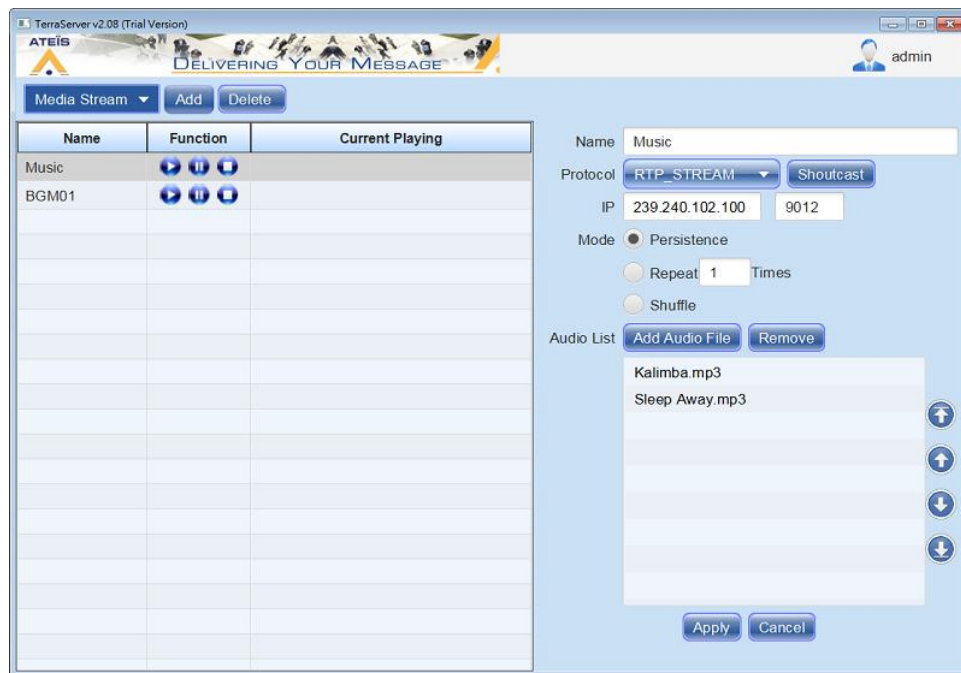 TerraServer v2.08 (Trial Version)
ATEÏS
DELIVERING YOUR MESSAGE
admin
Media Stream
Add
Delete
Name
Function
Current Playing
Music
BGM01
Name
Music
Protocol
RTP_STREAM
Shoutcast
IP
239.240.102.100
9012
Mode
Persistence
Repeat 1 Times
Shuffle
Audio List
Add Audio File
Remove
Kalimba.mp3
Sleep Away.mp3
Apply
Cancel